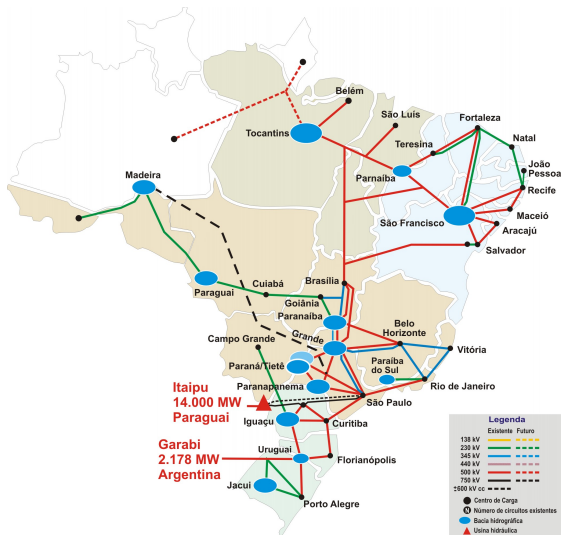 Belém
São Luís
Fortaleza
Tocantins
Teresina
Natal
João
Pessoa
Madeira
Parnaíba
Recife
São Francisco
Maceió
Aracajú
Salvador
Brasília
Cuiabá
Paraguai
Goiânia
Paranaíba
Belo
Horizonte
Campo Grande
Grande
Vitória
Paraíba
do Sul
Paraná/Tietê
Itaipu
14.000 MW
Paraguai
Paranapanema
Rio de Janeiro
São Paulo
Iguaçu
Curitiba
Garabi
2.178 MW
Argentina
Uruguai
Florianópolis
Jacui
Porto Alegre
Legenda
Existente Futuro
138 kV
230 kV
345 kV
440 kV
500 kV
750 kV
±600 kV cc
Centro de Carga
N Número de circuitos existentes
Bacia hidrográfica
Usina hidráulica